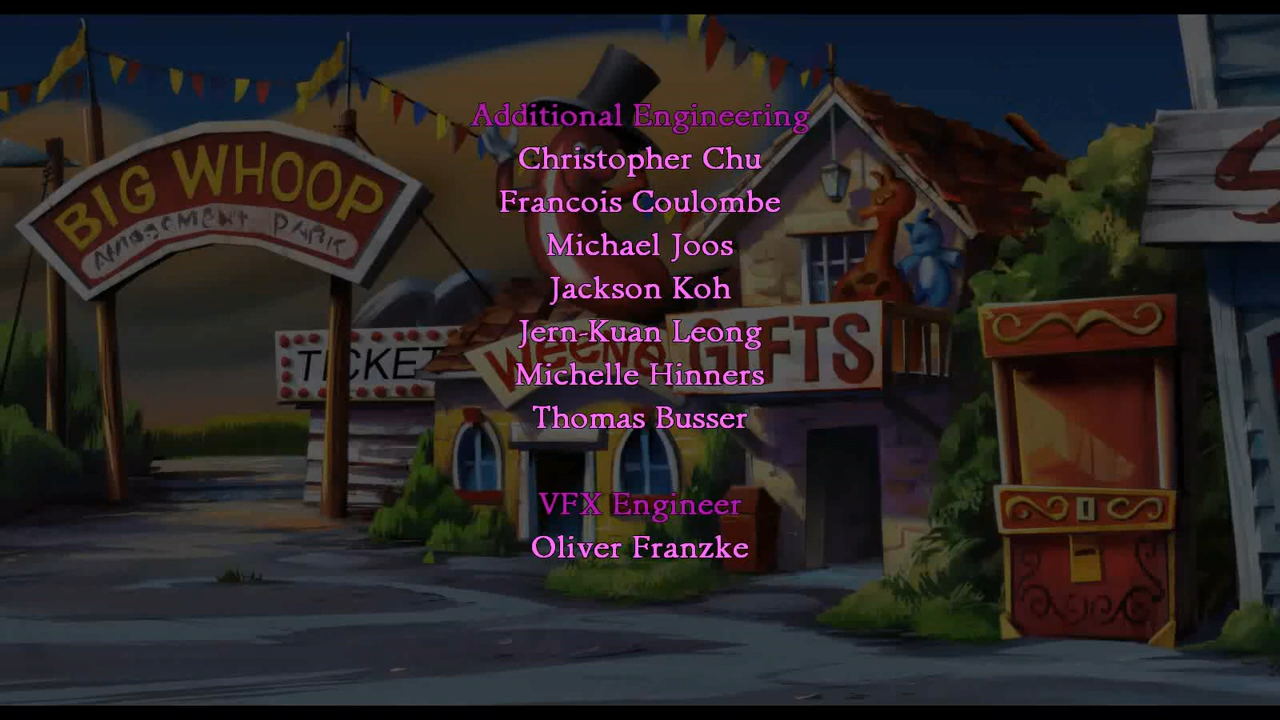 Additional Engineering
Christopher Chu
Francois Coulombe
Michael Joos
Jackson Koh
Jern-Kuan Leong
Michelle Hinners
Thomas Busser
VFX Engineer
Oliver Franzke
BIG WHOOP
AMUSEMENT PARK
TICKET
WEENE GIFTS